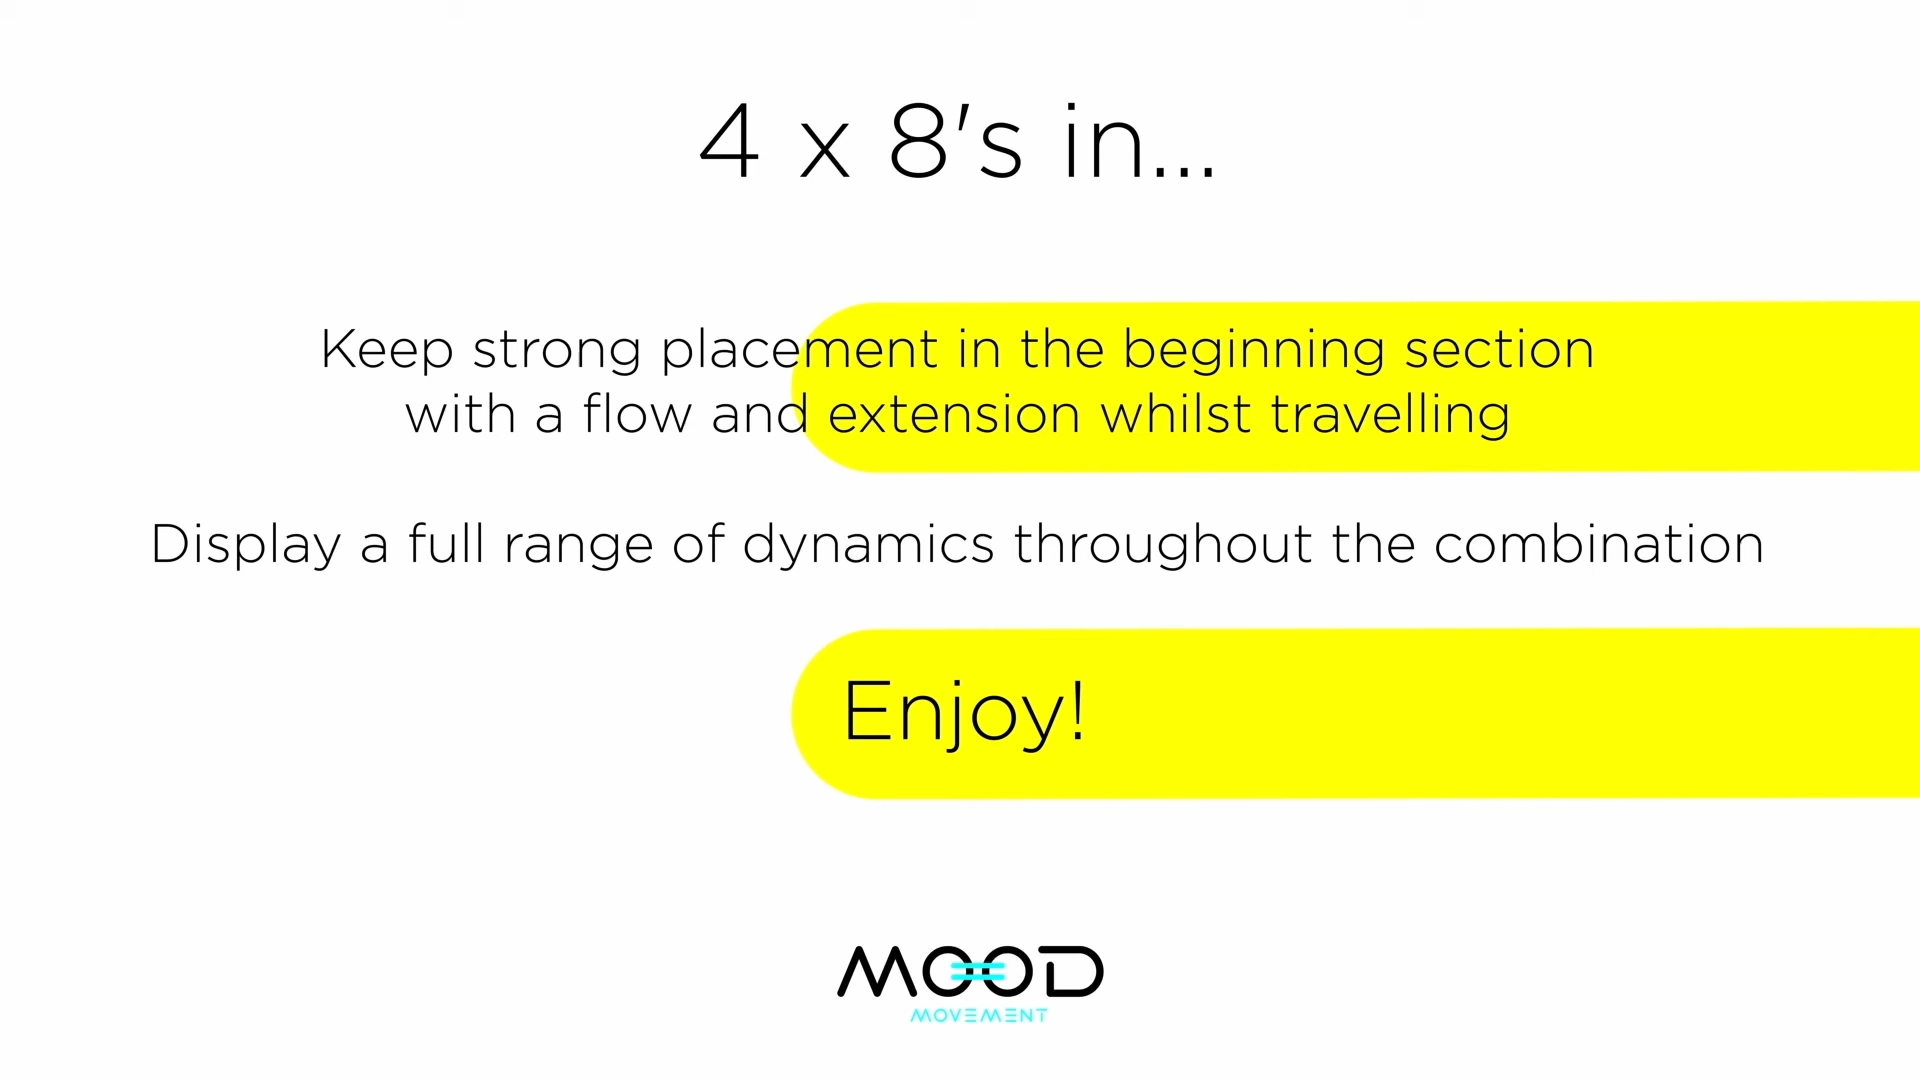 4 x 8's in...
Keep strong placement in the beginning section
with a flow and extension whilst travelling
Display a full range of dynamics throughout the combination
Enjoy!
MOOD
MOVEMENT